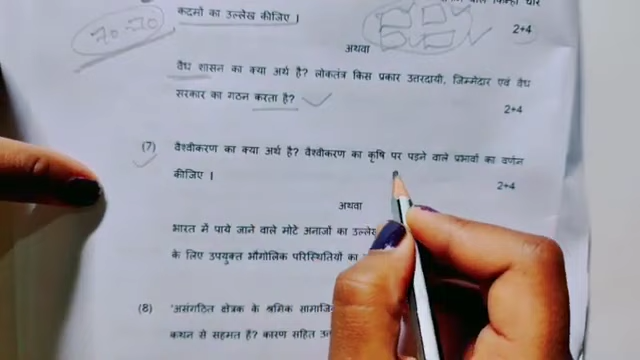 वाले किन्हीं चार
कदमों का उल्लेख कीजिए ।
2+4
70-70
अथवा
वैध शासन का क्या अर्थ है? लोकतंत्र किस प्रकार उत्तरदायी, जिम्मेदार एवं वैध
सरकार का गठन करता है?
2+4
(7) वैश्वीकरण का क्या अर्थ है? वैश्वीकरण का कृषि पर पड़ने वाले प्रभावों का वर्णन
कीजिए ।
2+4
अथवा
भारत में पाये जाने वाले मोटे अनाजों का
के लिए उपयुक्त भौगोलिक परिस्थितियों का
(8) 'असंगठित क्षेत्रक के श्रमिक
कथन से सहमत हैं? कारण सहित